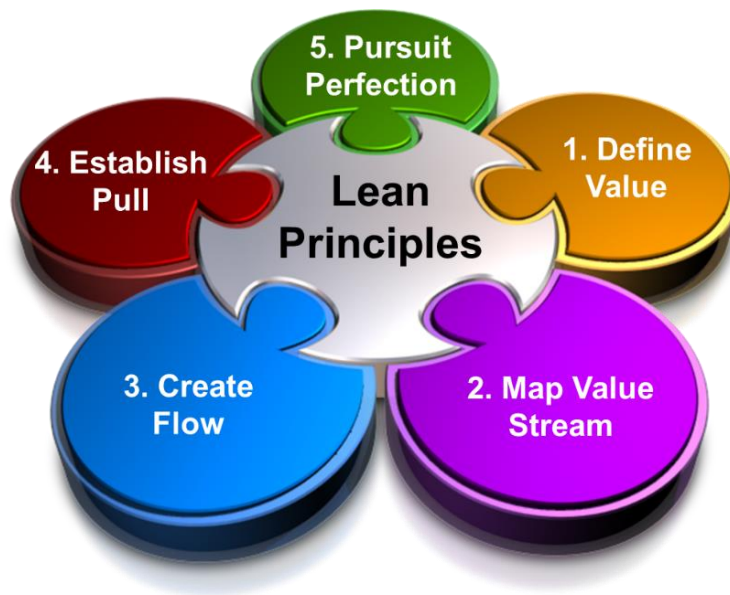 Lean
Principles
1. Define
Value
2. Map Value
Stream
3. Create
Flow
4. Establish
Pull
5. Pursuit
Perfection